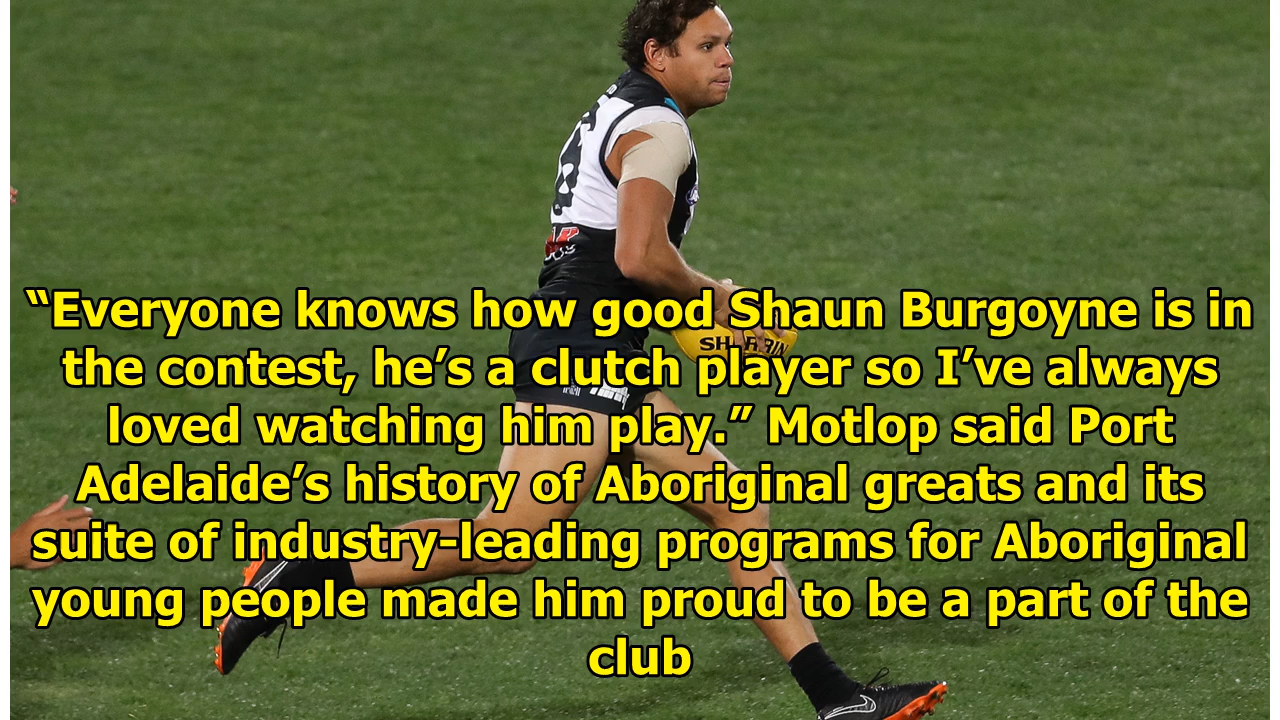 “Everyone knows how good Shaun Burgoyne is in
the contest, he’s a clutch player so I’ve always
loved watching him play.” Motlop said Port
Adelaide’s history of Aboriginal greats and its
suite of industry-leading programs for Aboriginal
young people made him proud to be a part of the
club